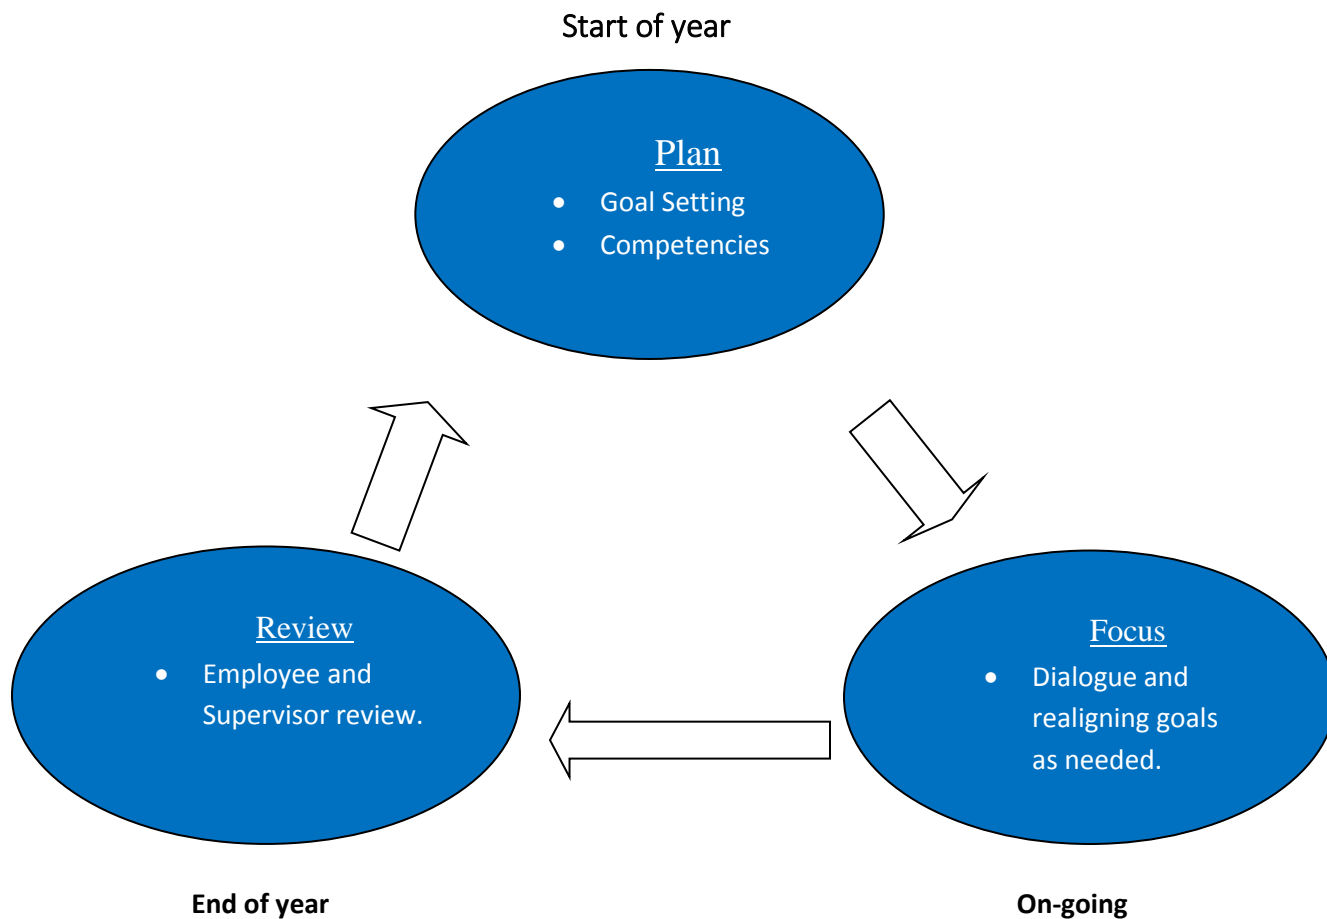 Start of year
Plan
• Goal Setting
• Competencies
Review
• Employee and
Supervisor review.
Focus
• Dialogue and
realigning goals
as needed.
End of year
On-going